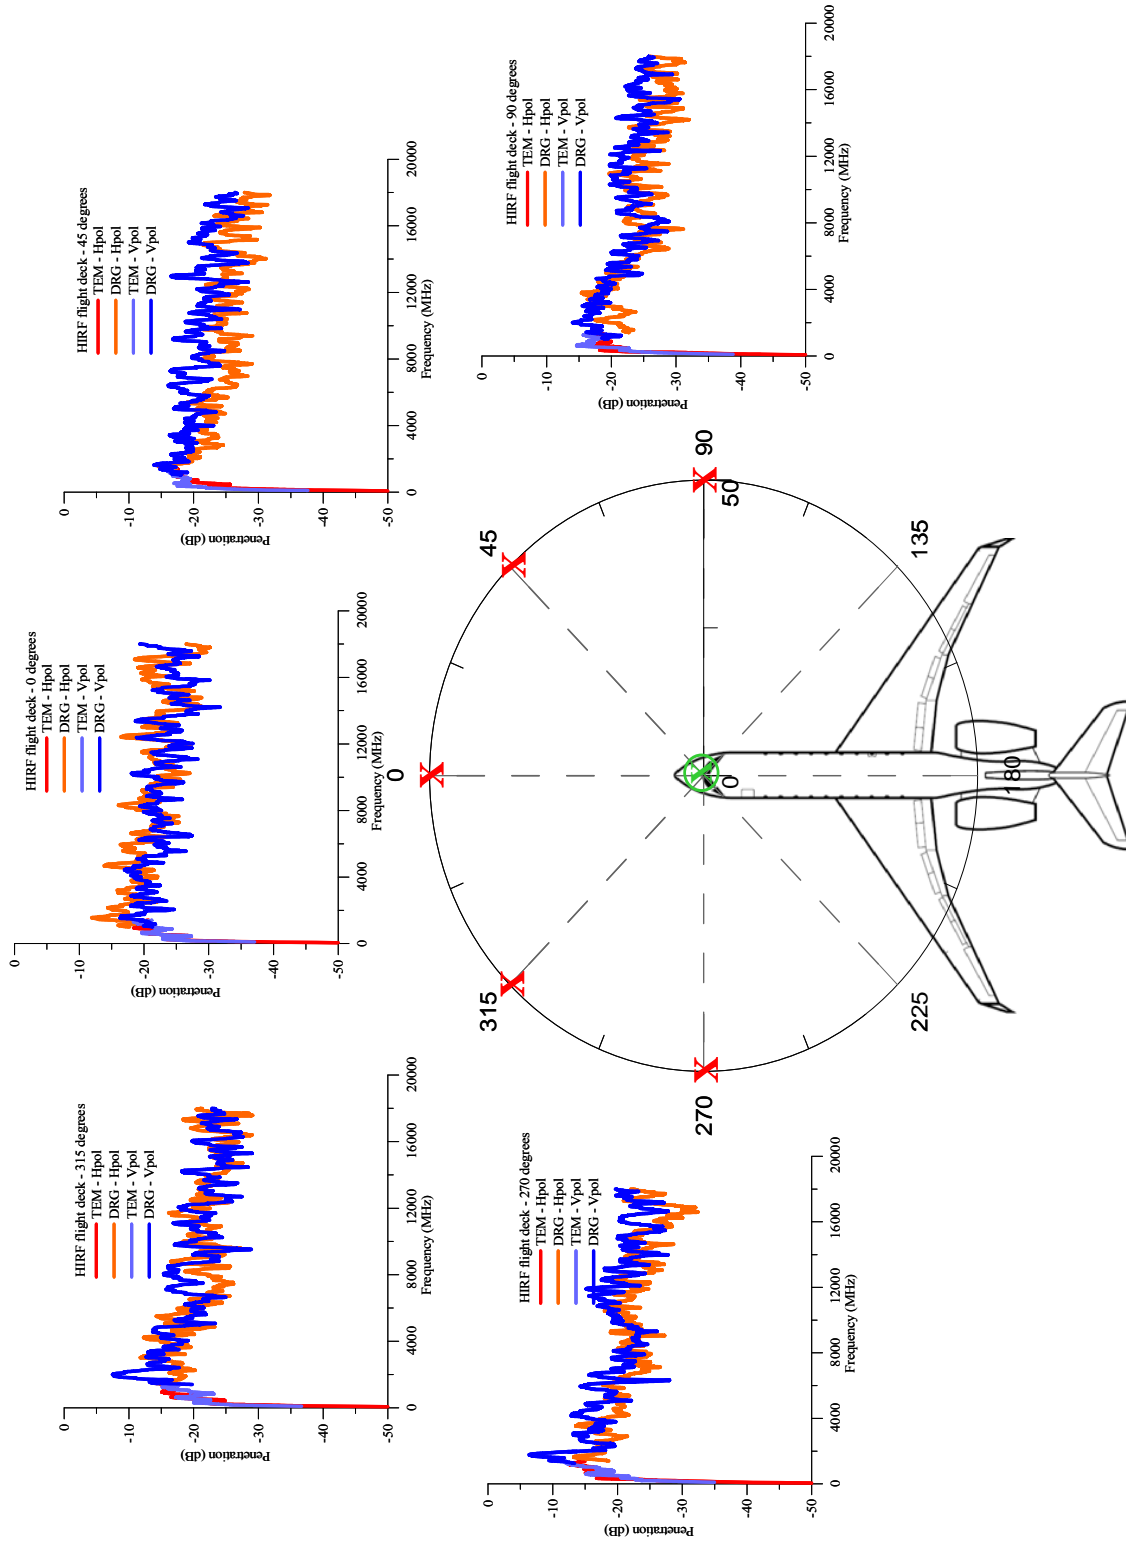 HIRF flight deck - 315 degrees
TEM - Hpol
DRG - Hpol
TEM - Vpol
DRG - Vpol
0
-10
-20
-30
-40
-50
Penetration (dB)
0 4000 8000 12000 16000 20000
Frequency (MHz)
HIRF flight deck - 0 degrees
TEM - Hpol
DRG - Hpol
TEM - Vpol
DRG - Vpol
0
-10
-20
-30
-40
-50
Penetration (dB)
0 4000 8000 12000 16000 20000
Frequency (MHz)
HIRF flight deck - 45 degrees
TEM - Hpol
DRG - Hpol
TEM - Vpol
DRG - Vpol
0
-10
-20
-30
-40
-50
Penetration (dB)
0 4000 8000 12000 16000 20000
Frequency (MHz)
HIRF flight deck - 270 degrees
TEM - Hpol
DRG - Hpol
TEM - Vpol
DRG - Vpol
0
-10
-20
-30
-40
-50
Penetration (dB)
0 4000 8000 12000 16000 20000
Frequency (MHz)
HIRF flight deck - 90 degrees
TEM - Hpol
DRG - Hpol
TEM - Vpol
DRG - Vpol
0
-10
-20
-30
-40
-50
Penetration (dB)
0 4000 8000 12000 16000 20000
Frequency (MHz)
0
315
45
270
90
0
50
225
135
180